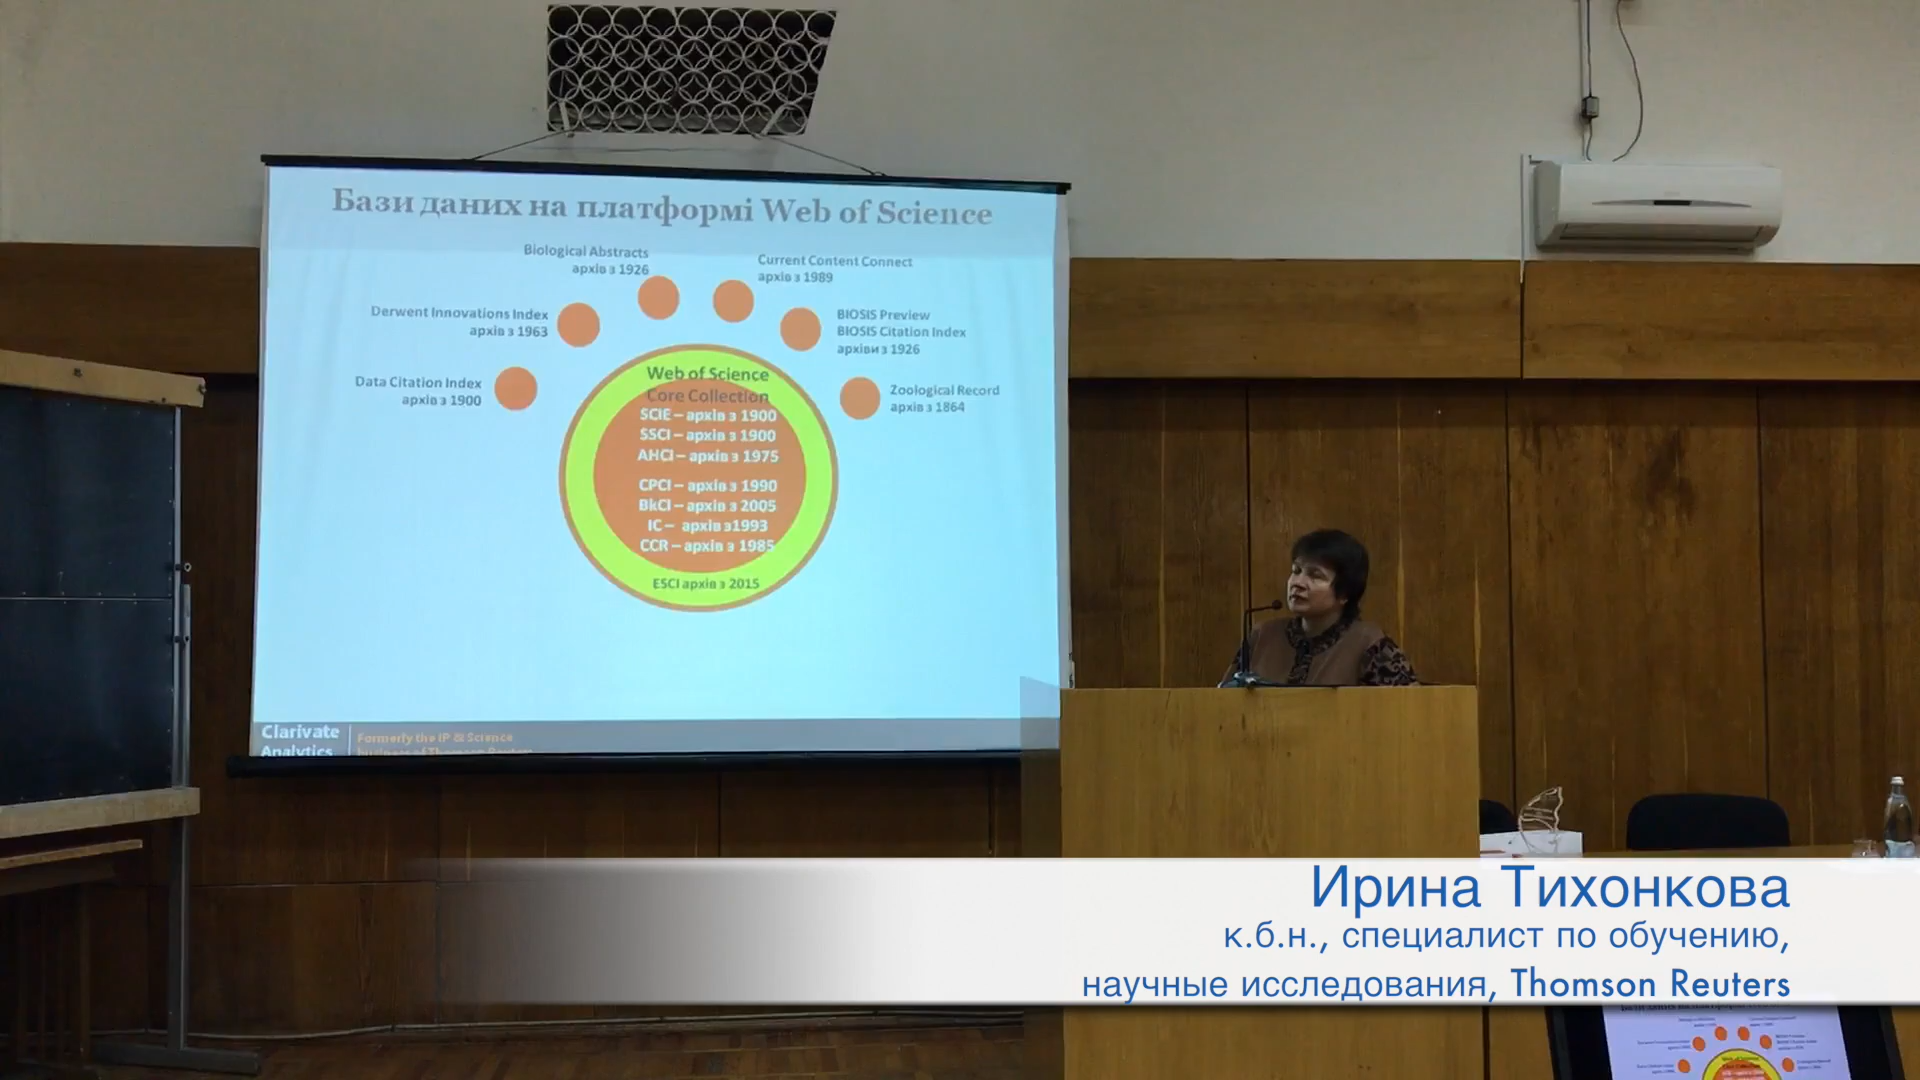 Бази даних на платформі Web of Science
Biological Abstracts
архів з 1926
Current Content Connect
архів з 1989
Derwent Innovations Index
архів з 1963
BIOSIS Preview
BIOSIS Citation Index
архіви з 1926
Data Citation Index
архів з 1900
Zoological Record
архів з 1864
Web of Science
Core Collection
SCIE – архів з 1900
SSCI – архів з 1900
AHCI – архів з 1975
CPCI – архів з 1990
BkCI – архів з 2005
IC – архів з1993
CCR – архів з 1985
ESCI архів з 2015
Clarivate
Analytics
Formerly the IP & Science
business of Thomson Reuters
Ирина Тихонкова
к.б.н., специалист по обучению,
научные исследования, Thomson Reuters